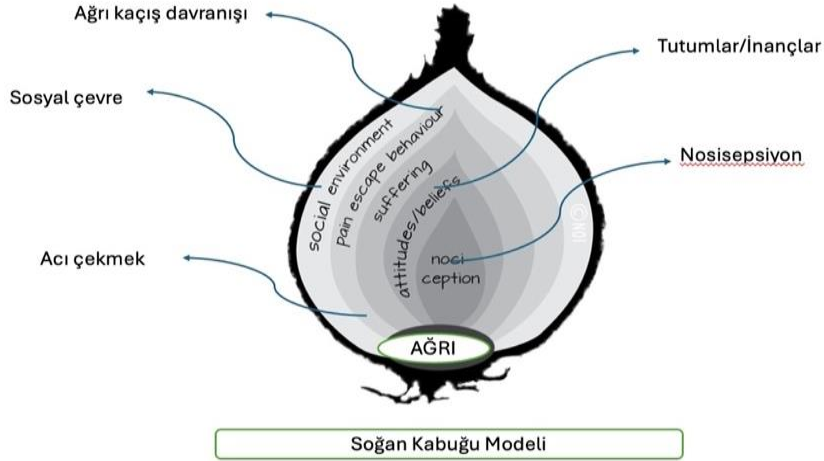 Ağrı kaçış davranışı
Tutumlar/İnançlar
Sosyal çevre
Nosisepsiyon
Acı çekmek
social environment
Pain escape behaviour
suffering
attitudes/beliefs
noci
ception
©NOI
AĞRI
Soğan Kabuğu Modeli